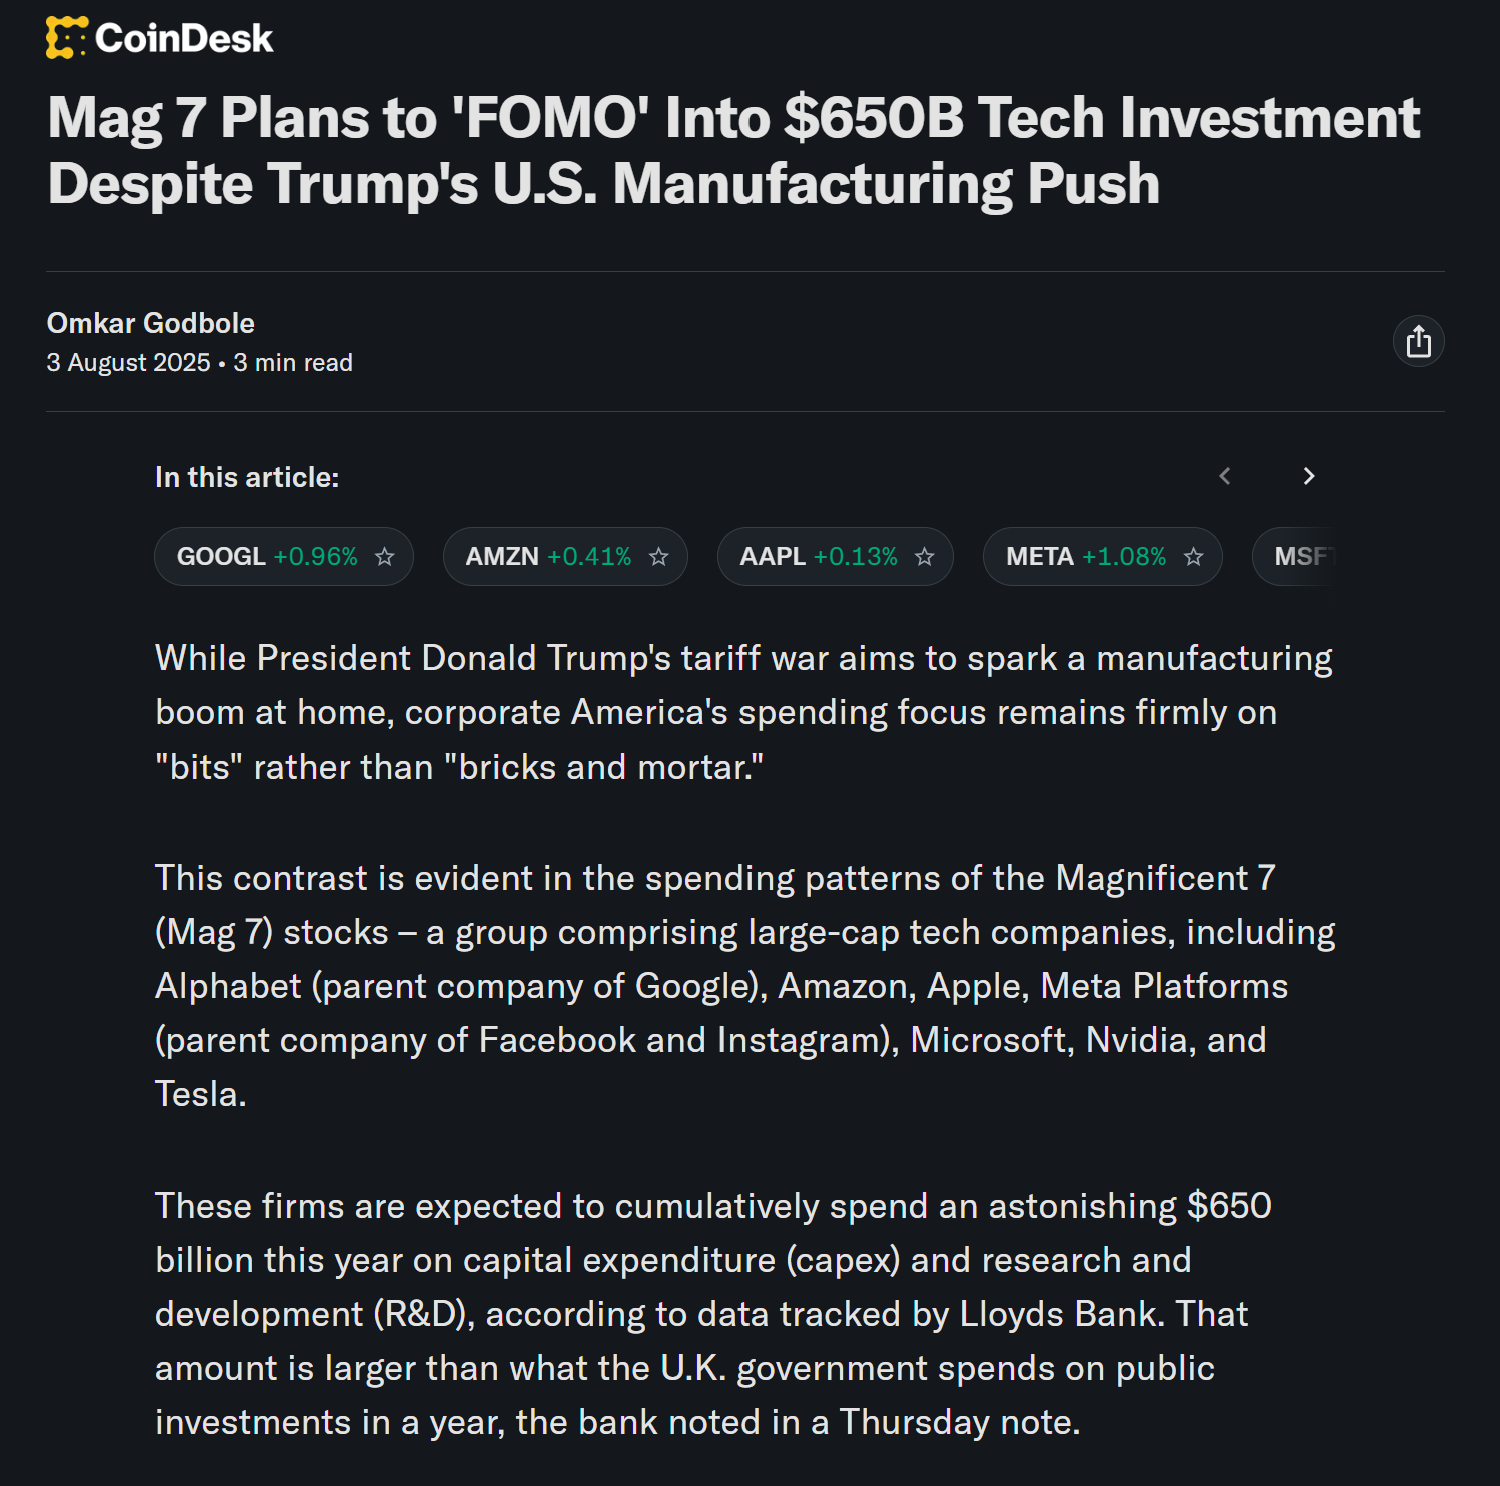 CoinDesk
Mag 7 Plans to 'FOMO' Into $650B Tech Investment
Despite Trump's U.S. Manufacturing Push
Omkar Godbole
3 August 2025 • 3 min read
In this article:
GOOGL +0.96% AMZN +0.41% AAPL +0.13% META +1.08% MSFT
While President Donald Trump's tariff war aims to spark a manufacturing
boom at home, corporate America's spending focus remains firmly on
"bits" rather than "bricks and mortar."
This contrast is evident in the spending patterns of the Magnificent 7
(Mag 7) stocks – a group comprising large-cap tech companies, including
Alphabet (parent company of Google), Amazon, Apple, Meta Platforms
(parent company of Facebook and Instagram), Microsoft, Nvidia, and
Tesla.
These firms are expected to cumulatively spend an astonishing $650
billion this year on capital expenditure (capex) and research and
development (R&D), according to data tracked by Lloyds Bank. That
amount is larger than what the U.K. government spends on public
investments in a year, the bank noted in a Thursday note.